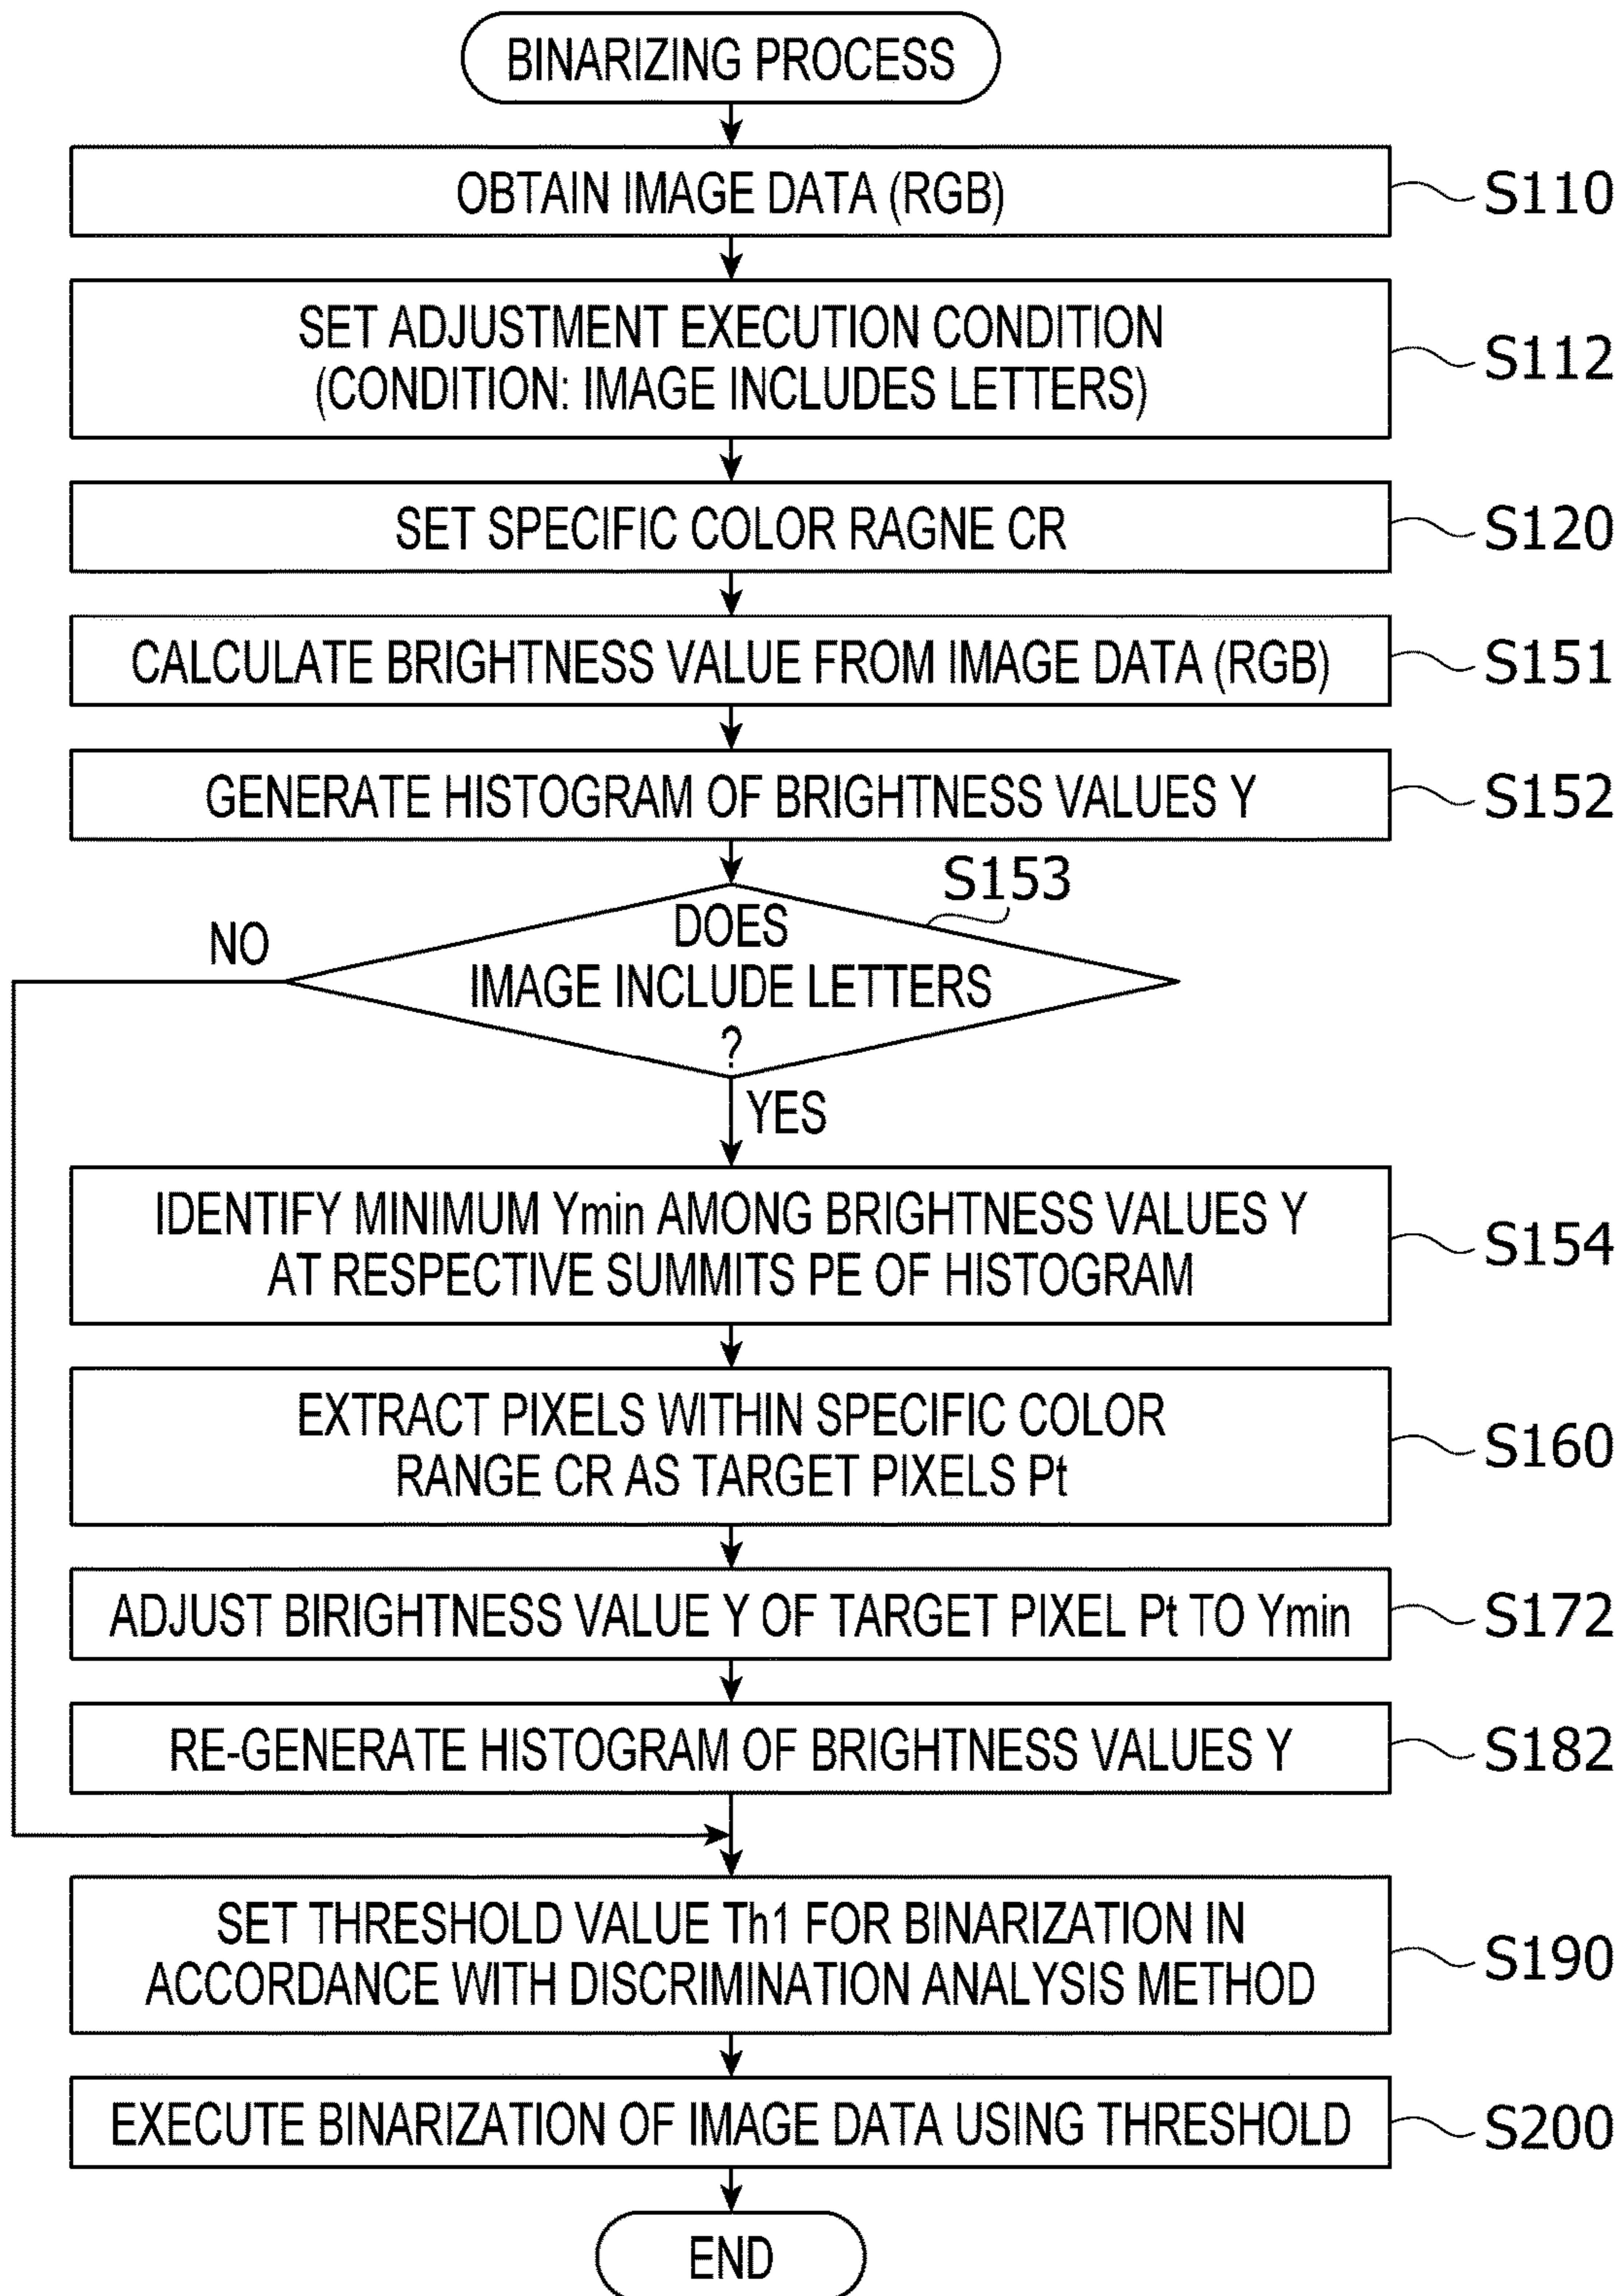 BINARIZING PROCESS
OBTAIN IMAGE DATA (RGB)
S110
SET ADJUSTMENT EXECUTION CONDITION
(CONDITION: IMAGE INCLUDES LETTERS)
S112
SET SPECIFIC COLOR RAGNE CR
S120
CALCULATE BRIGHTNESS VALUE FROM IMAGE DATA (RGB)
S151
GENERATE HISTOGRAM OF BRIGHTNESS VALUES Y
S152
S153
NO
DOES
IMAGE INCLUDE LETTERS
?
YES
IDENTIFY MINIMUM Ymin AMONG BRIGHTNESS VALUES Y
AT RESPECTIVE SUMMITS PE OF HISTOGRAM
S154
EXTRACT PIXELS WITHIN SPECIFIC COLOR
RANGE CR AS TARGET PIXELS Pt
S160
ADJUST BIRIGHTNESS VALUE Y OF TARGET PIXEL Pt TO Ymin
S172
RE-GENERATE HISTOGRAM OF BRIGHTNESS VALUES Y
S182
SET THRESHOLD VALUE Th1 FOR BINARIZATION IN
ACCORDANCE WITH DISCRIMINATION ANALYSIS METHOD
S190
EXECUTE BINARIZATION OF IMAGE DATA USING THRESHOLD
S200
END